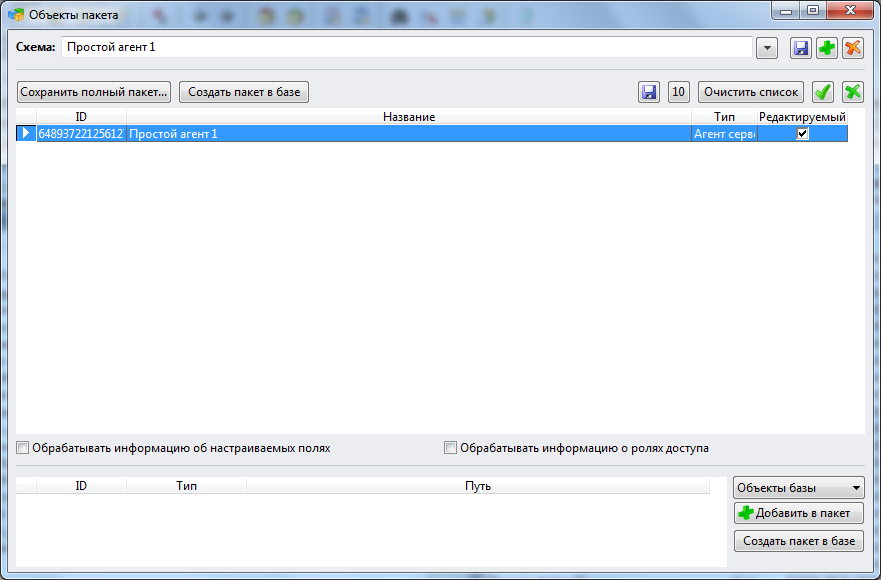 Объекты пакета
Схема: Простой агент 1
Сохранить полный пакет... Создать пакет в базе 10 Очистить список
ID Название Тип Редактируемый
64893722125612 Простой агент 1 Агент серве
Обрабатывать информацию об настраиваемых полях Обрабатывать информацию о ролях доступа
ID Тип Путь
Объекты базы
Добавить в пакет
Создать пакет в базе